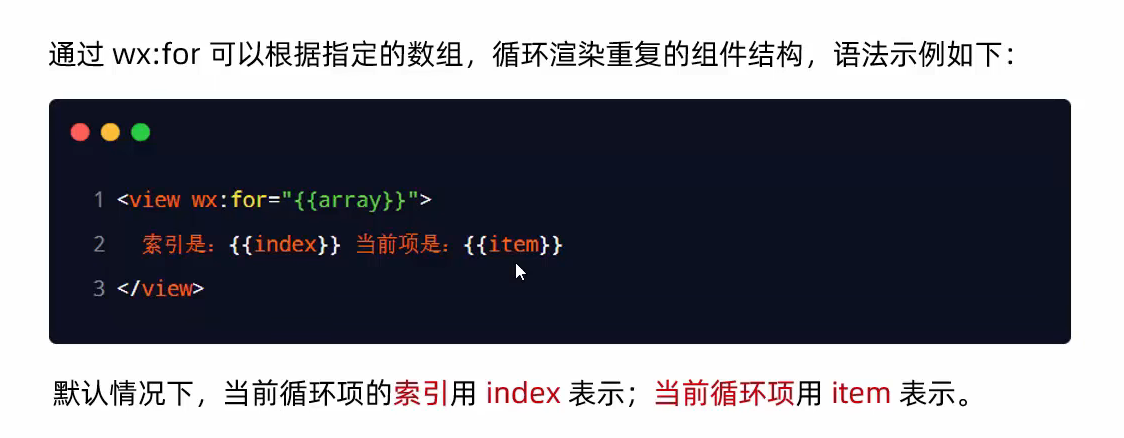 通过 wx:for 可以根据指定的数组，循环渲染重复的组件结构，语法示例如下：
1 <view wx:for="{{array}}">
2   索引是：{{index}} 当前项是：{{item}}
3 </view>
默认情况下，当前循环项的索引用 index 表示；当前循环项用 item 表示。